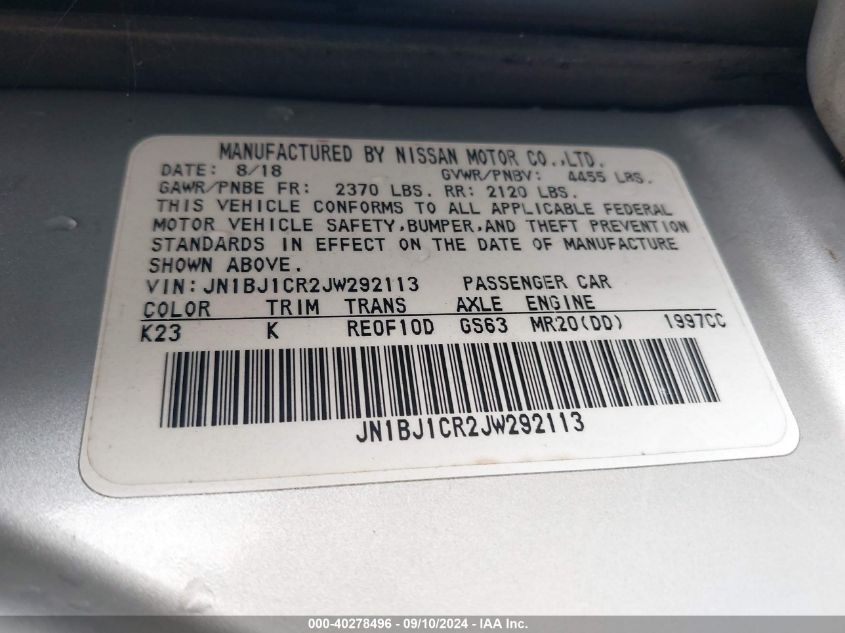 MANUFACTURED BY NISSAN MOTOR CO.,LTD.
DATE: 8/18 GVWR/PNBV: 4455 LBS.
GAWR/PNBE FR: 2370 LBS. RR: 2120 LBS.
THIS VEHICLE CONFORMS TO ALL APPLICABLE FEDERAL
MOTOR VEHICLE SAFETY,BUMPER,AND THEFT PREVENTION
STANDARDS IN EFFECT ON THE DATE OF MANUFACTURE
SHOWN ABOVE.
VIN: JN1BJ1CR2JW292113 PASSENGER CAR
COLOR TRIM TRANS AXLE ENGINE
K23 K RE0F10D GS63 MR20(DD) 1997CC
JN1BJ1CR2JW292113
000-40278496 - 09/10/2024 - IAA Inc.